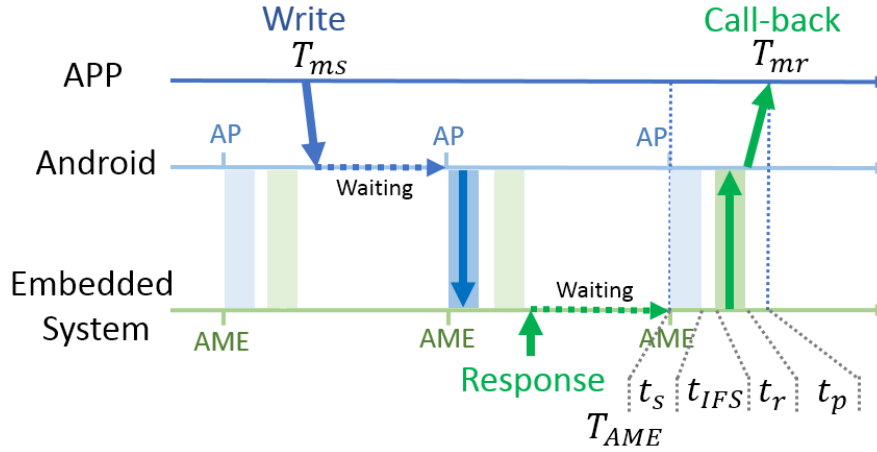 Write
Call-back
T_ms
T_mr
APP
AP
AP
AP
Android
Waiting
Embedded
System
Waiting
AME
AME
AME
Response
t_s
t_IFS
t_r
t_p
T_AME